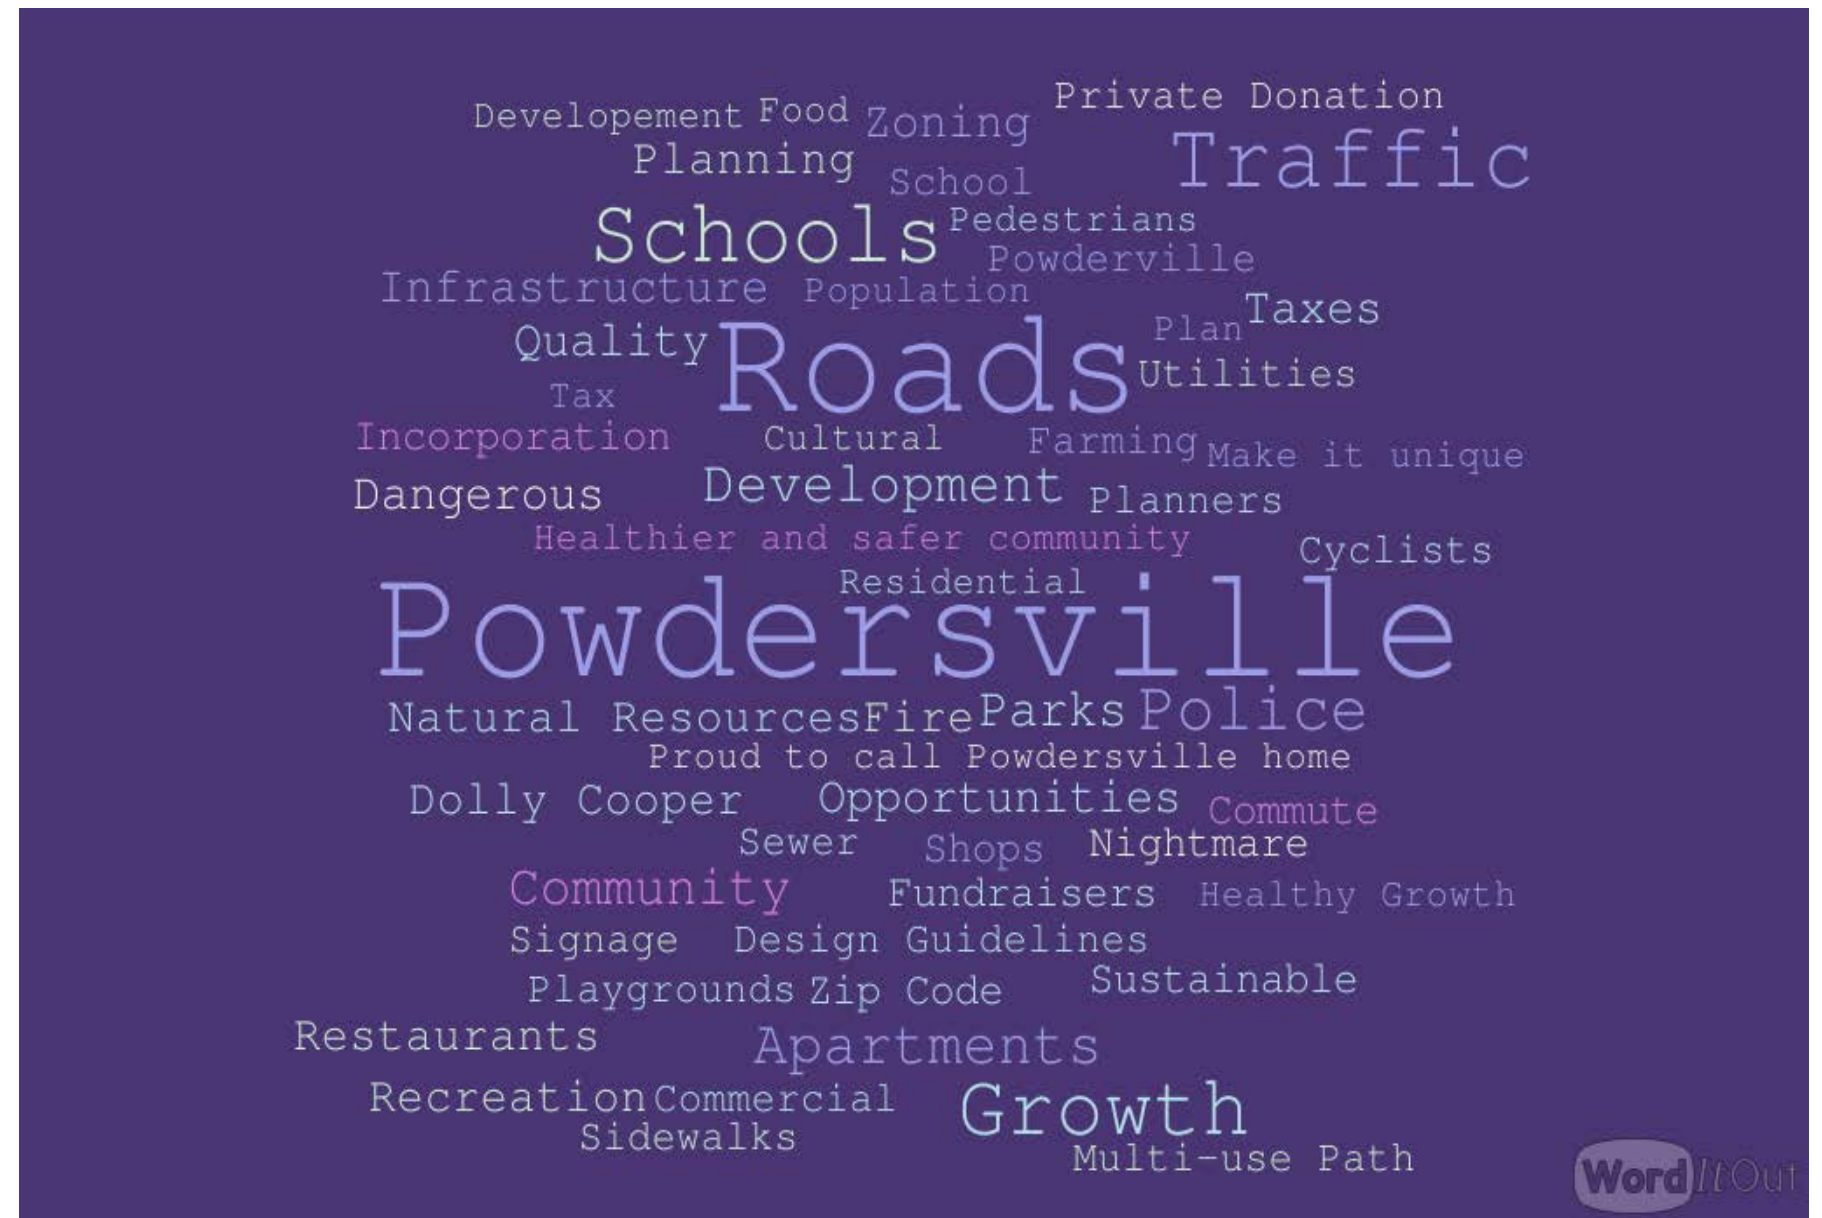 Private Donation
Developement Food Zoning
Traffic
Planning
School
Schools Pedestrians
Powderville
Infrastructure Population
Taxes
Plan
Quality Roads Utilities
Tax
Incorporation Cultural Farming Make it unique
Dangerous Development Planners
Healthier and safer community
Cyclists
Residential
Powdersville
Natural Resources Fire Parks Police
Proud to call Powdersville home
Dolly Cooper Opportunities Commute
Sewer Shops Nightmare
Community Fundraisers Healthy Growth
Signage Design Guidelines
Playgrounds Zip Code Sustainable
Restaurants Apartments
Recreation Commercial Growth
Sidewalks
Multi-use Path
WordItOut